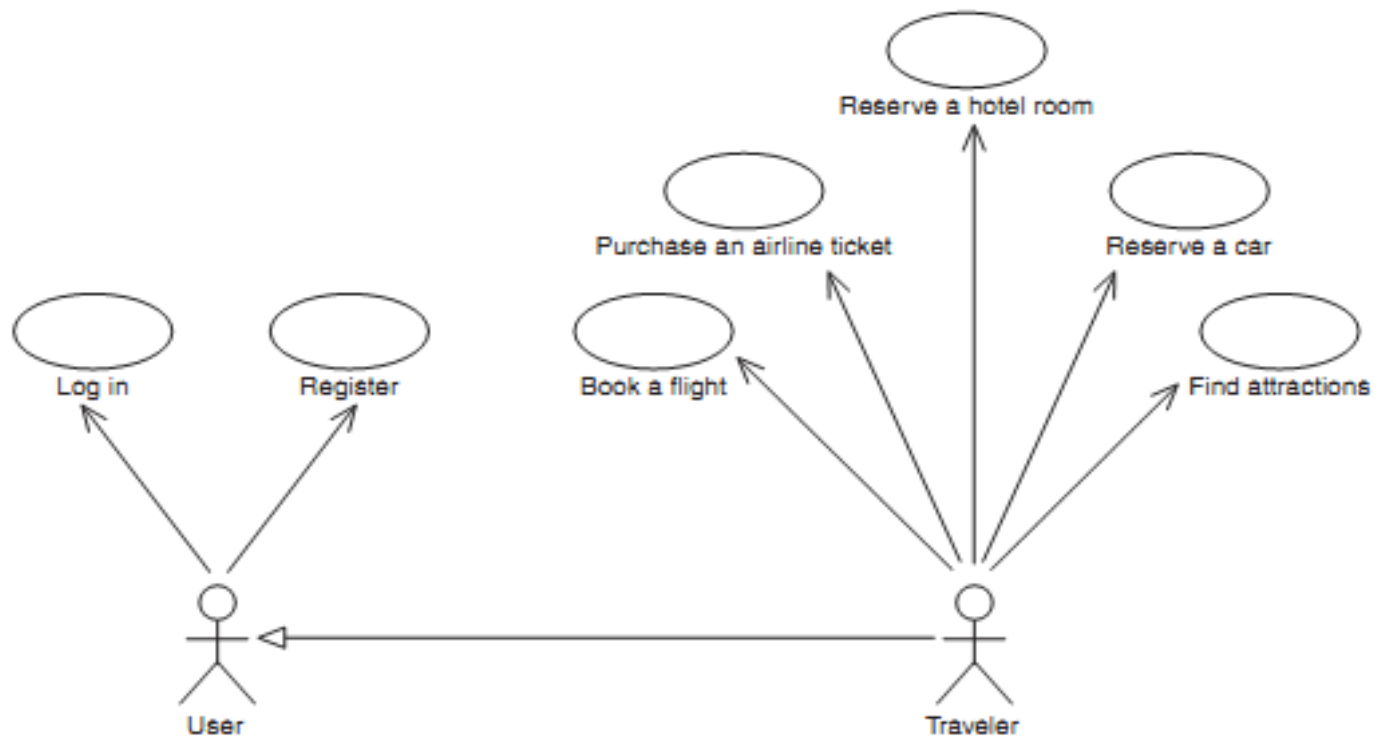 Reserve a hotel room
Purchase an airline ticket
Reserve a car
Log in
Register
Book a flight
Find attractions
User
Traveler